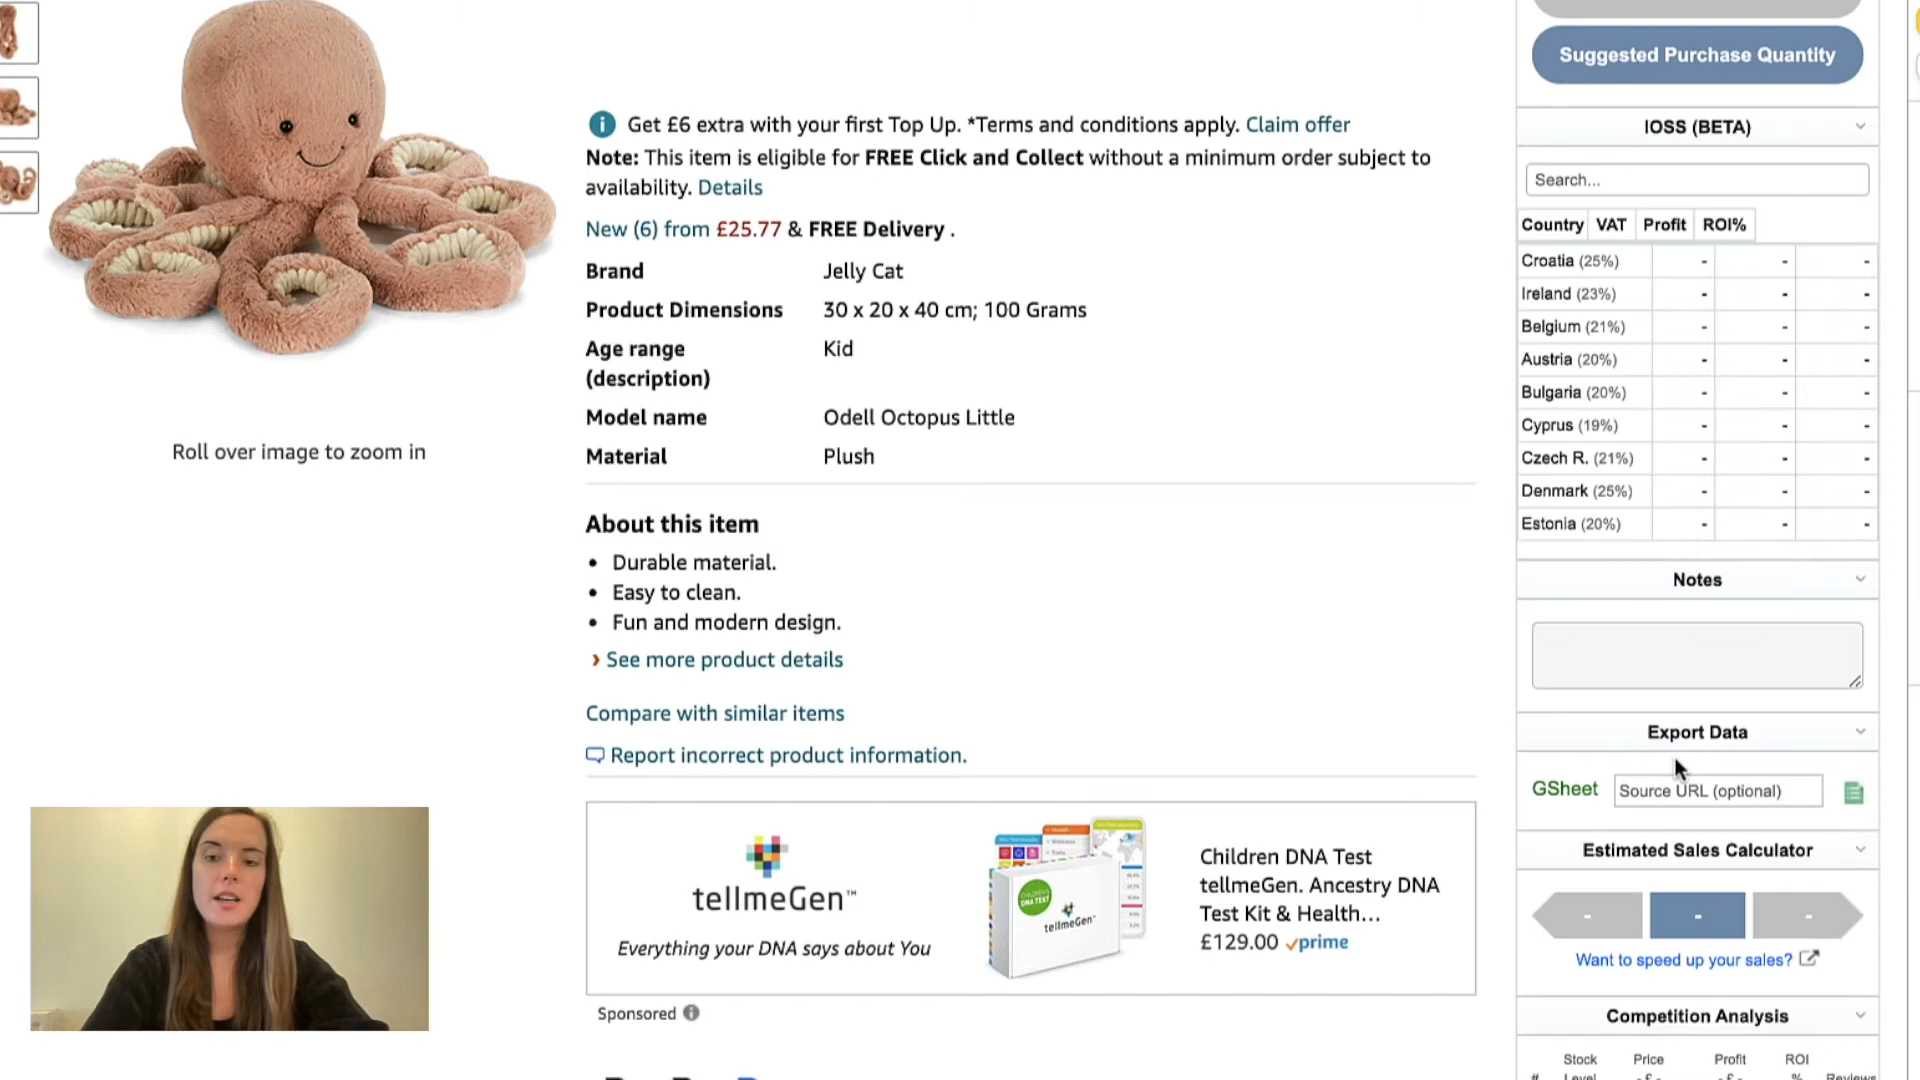 Get £6 extra with your first Top Up. *Terms and conditions apply. Claim offer
Note: This item is eligible for FREE Click and Collect without a minimum order subject to
availability. Details
New (6) from £25.77 & FREE Delivery .
Brand Jelly Cat
Product Dimensions 30 x 20 x 40 cm; 100 Grams
Age range Kid
(description)
Model name Odell Octopus Little
Material Plush
Roll over image to zoom in
About this item
• Durable material.
• Easy to clean.
• Fun and modern design.
› See more product details
Compare with similar items
Report incorrect product information.
tellmeGen™
Everything your DNA says about You
CHILDREN'S
DNA TEST
tellmeGen™
Children DNA Test
tellmeGen. Ancestry DNA
Test Kit & Health...
£129.00 prime
Sponsored
Suggested Purchase Quantity
IOSS (BETA)
Search...
Country VAT Profit ROI%
Croatia (25%) - - -
Ireland (23%) - - -
Belgium (21%) - - -
Austria (20%) - - -
Bulgaria (20%) - - -
Cyprus (19%) - - -
Czech R. (21%) - - -
Denmark (25%) - - -
Estonia (20%) - - -
Notes
Export Data
GSheet Source URL (optional)
Estimated Sales Calculator
- - -
Want to speed up your sales?
Competition Analysis
Stock Price Profit ROI
# Level - £ - - £ - % Reviews